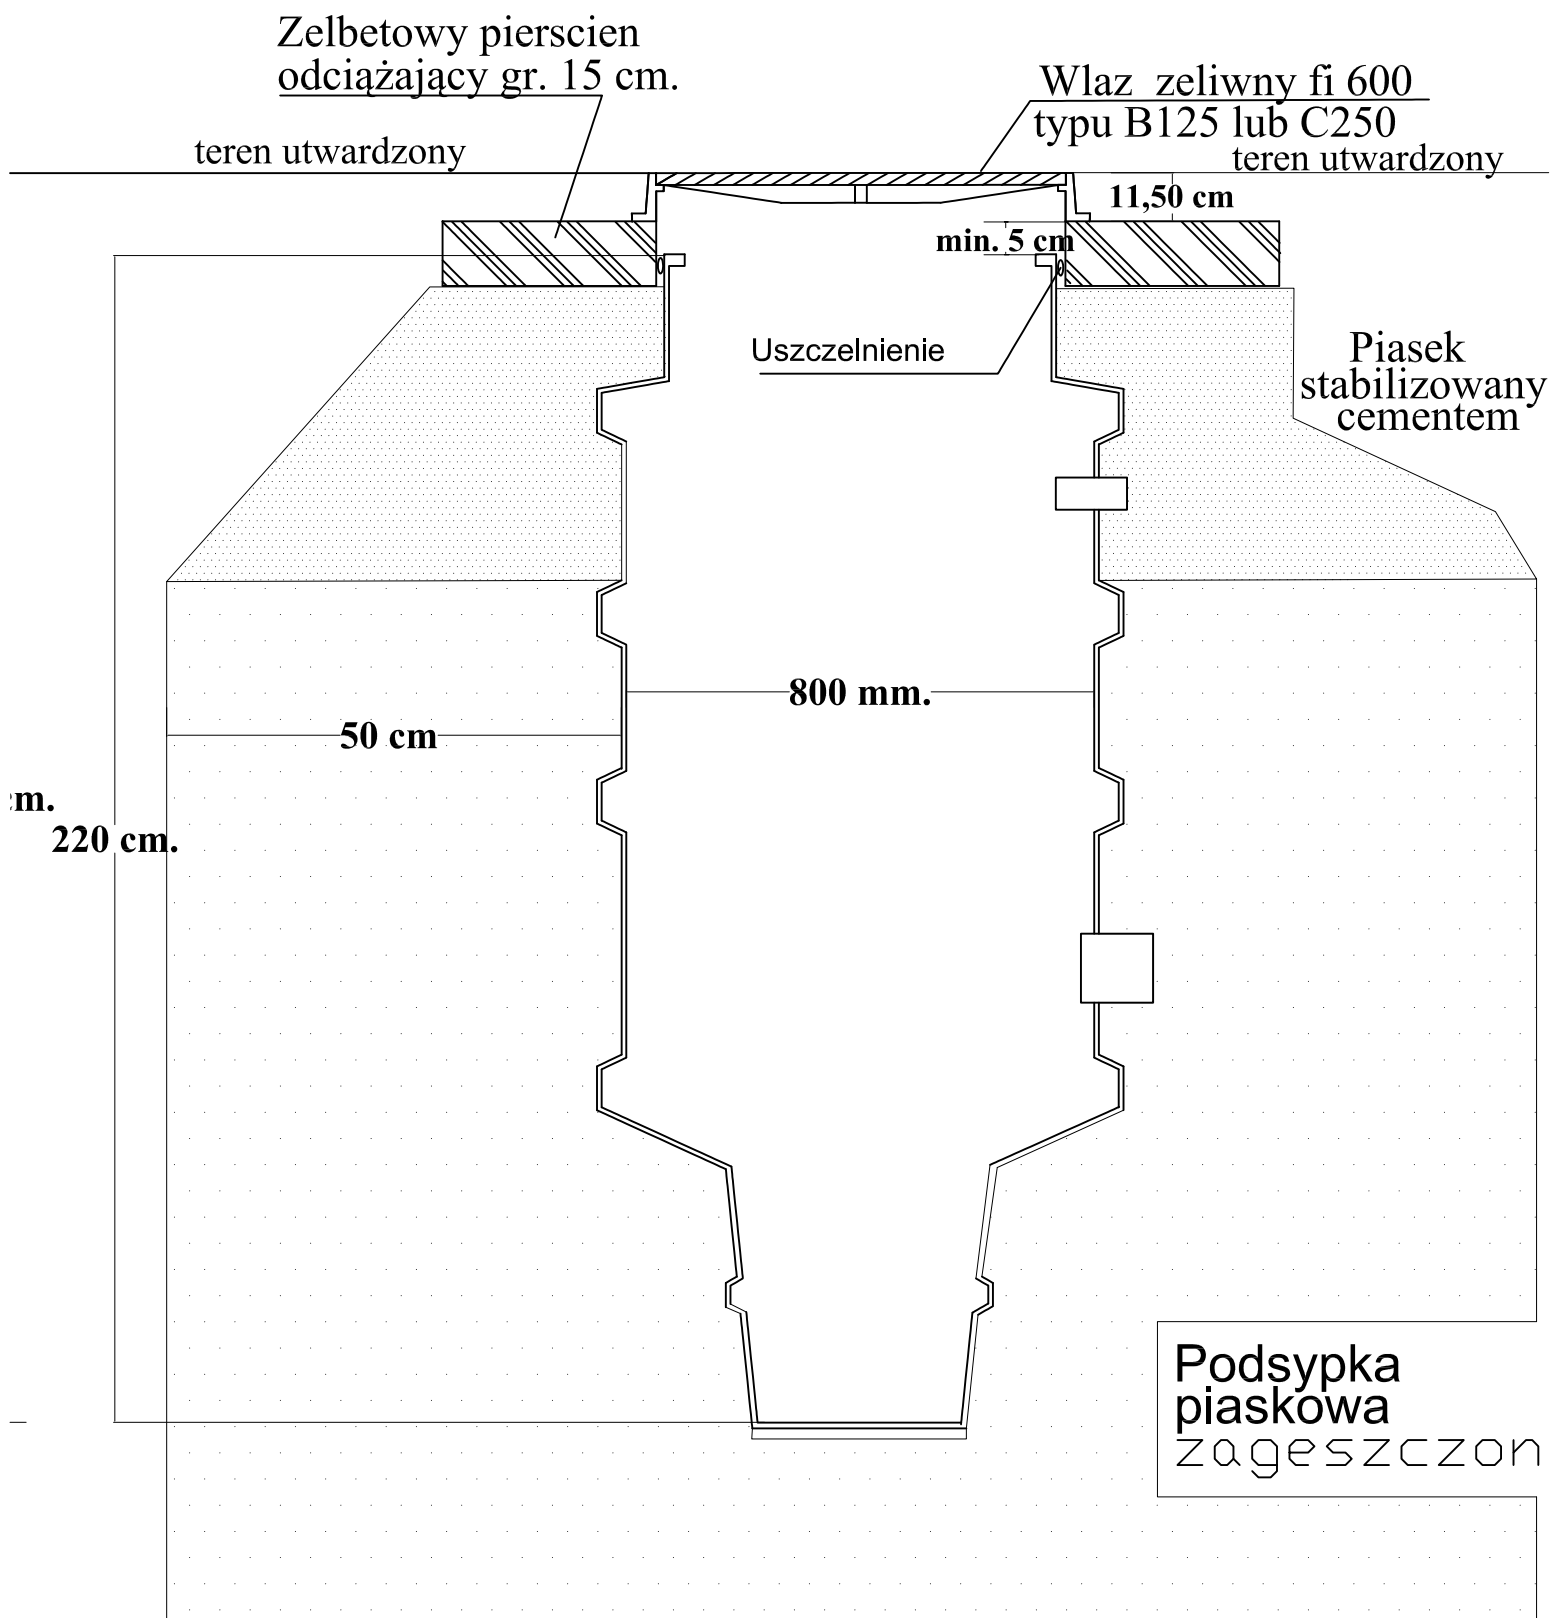 Zelbetowy pierscien
odciążający gr. 15 cm.
Wlaz zeliwny fi 600
typu B125 lub C250
teren utwardzony
teren utwardzony
11,50 cm
min. 5 cm
Uszczelnienie
Piasek
stabilizowany
cementem
800 mm.
50 cm
m.
220 cm.
Podsypka
piaskowa
zageszczon